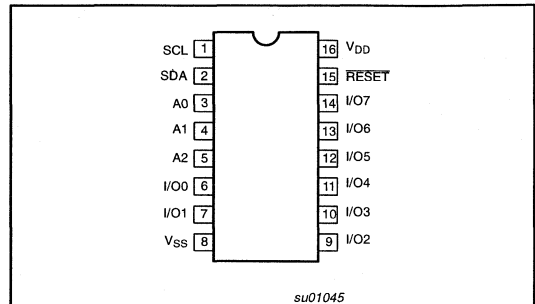 SCL 1 16 VDD
SDA 2 15 RESET
A0 3 14 I/O7
A1 4 13 I/O6
A2 5 12 I/O5
I/O0 6 11 I/O4
I/O1 7 10 I/O3
VSS 8 9 I/O2
su01045